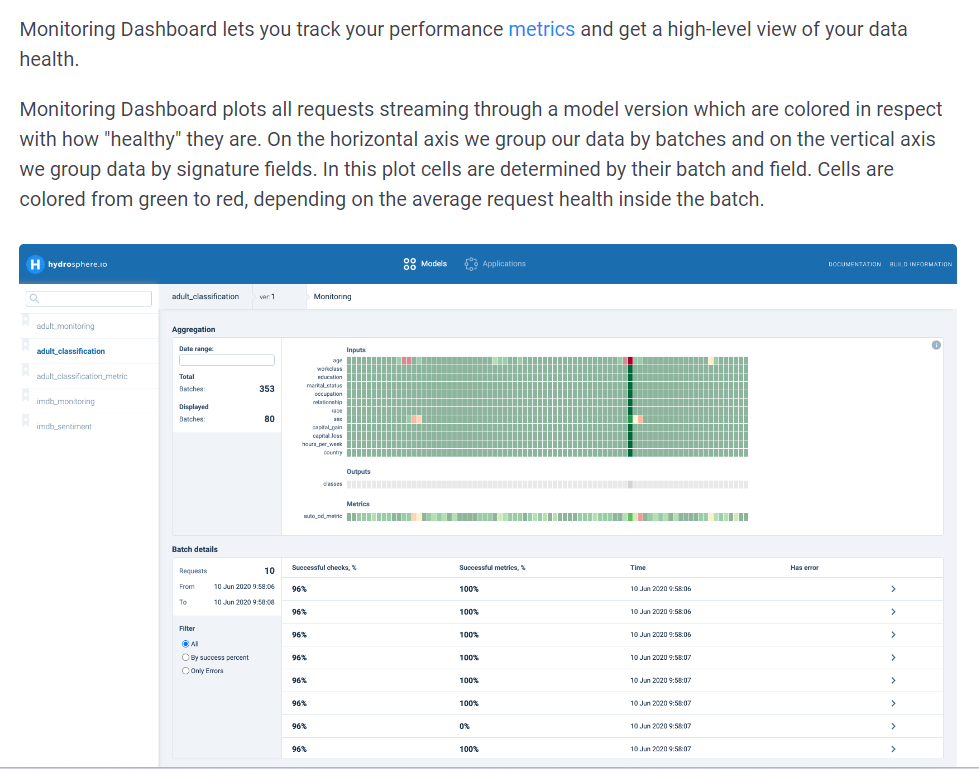 Monitoring Dashboard lets you track your performance metrics and get a high-level view of your data
health.
Monitoring Dashboard plots all requests streaming through a model version which are colored in respect
with how "healthy" they are. On the horizontal axis we group our data by batches and on the vertical axis
we group data by signature fields. In this plot cells are determined by their batch and field. Cells are
colored from green to red, depending on the average request health inside the batch.
H hydrosphere.io
Models
Applications
DOCUMENTATION
BUILD INFORMATION
adult_monitoring
adult_classification
adult_classification_metric
imdb_monitoring
imdb_sentiment
adult_classification
ver: 1
Monitoring
Aggregation
Date range:
Total
Batches: 353
Displayed
Batches: 80
Inputs
age
workclass
education
marital_status
occupation
relationship
race
sex
capital_gain
capital_loss
hours_per_week
country
Outputs
classes
Metrics
auto_od_metric
Batch details
Requests 10
From 10 Jun 2020 9:58:06
To 10 Jun 2020 9:58:08
Filter
All
By success percent
Only Errors
Successful checks, % Successful metrics, % Time Has error
96% 100% 10 Jun 2020 9:58:06
96% 100% 10 Jun 2020 9:58:06
96% 100% 10 Jun 2020 9:58:06
96% 100% 10 Jun 2020 9:58:07
96% 100% 10 Jun 2020 9:58:07
96% 100% 10 Jun 2020 9:58:07
96% 0% 10 Jun 2020 9:58:07
96% 100% 10 Jun 2020 9:58:07